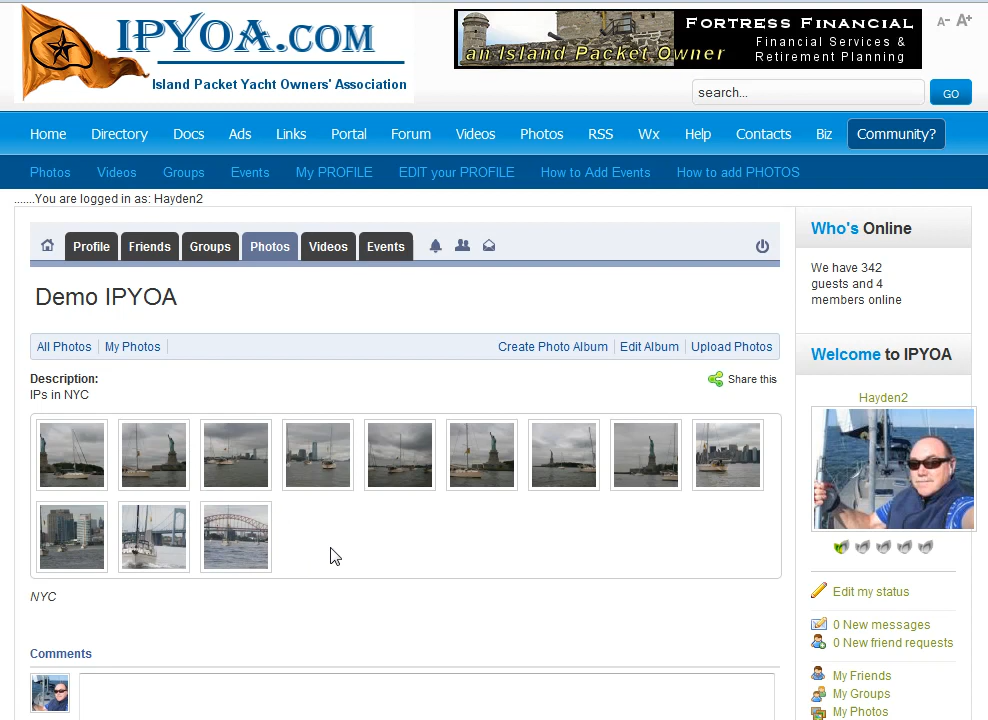 IPYOA.COM
Island Packet Yacht Owners' Association
FORTRESS FINANCIAL
an Island Packet Owner
Financial Services &
Retirement Planning
A- A+
search...
GO
Home Directory Docs Ads Links Portal Forum Videos Photos RSS Wx Help Contacts Biz Community?
Photos Videos Groups Events My PROFILE EDIT your PROFILE How to Add Events How to add PHOTOS
.......You are logged in as: Hayden2
Profile Friends Groups Photos Videos Events
Demo IPYOA
All Photos My Photos Create Photo Album Edit Album Upload Photos
Description:
IPs in NYC
Share this
NYC
Comments
Who's Online
We have 342
guests and 4
members online
Welcome to IPYOA
Hayden2
Edit my status
0 New messages
0 New friend requests
My Friends
My Groups
My Photos